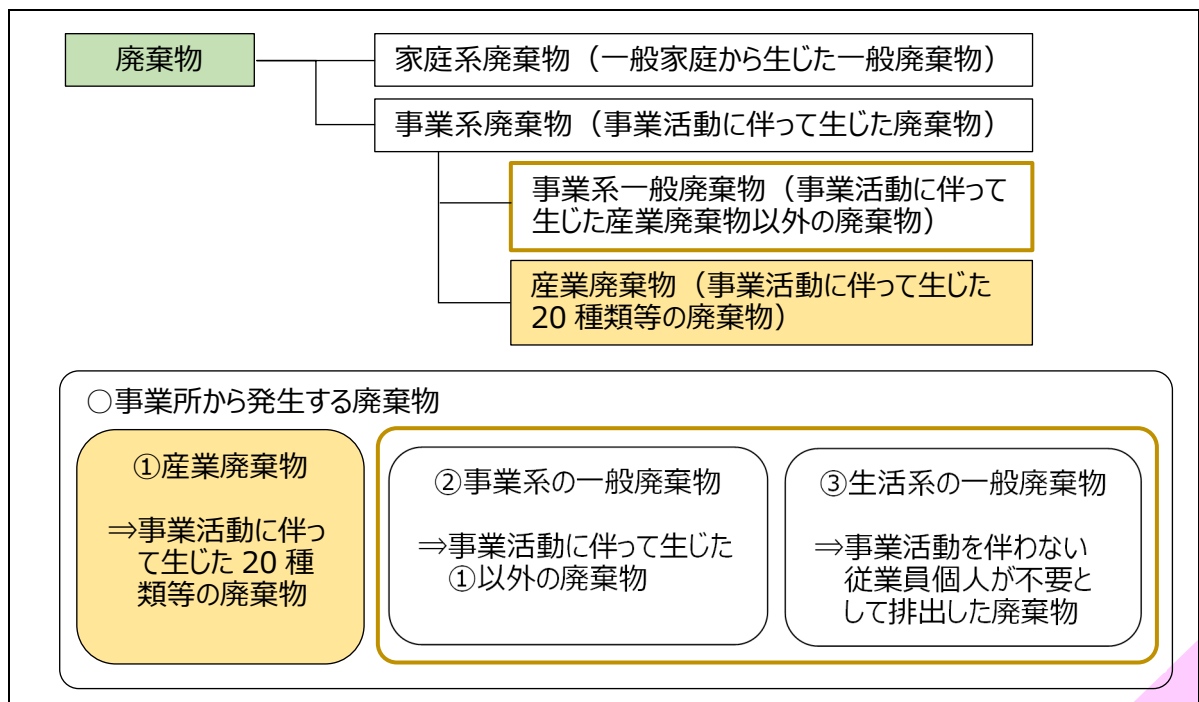 廃棄物
家庭系廃棄物（一般家庭から生じた一般廃棄物）
事業系廃棄物（事業活動に伴って生じた廃棄物）
事業系一般廃棄物（事業活動に伴って
生じた産業廃棄物以外の廃棄物）
産業廃棄物（事業活動に伴って生じた
20 種類等の廃棄物）
○事業所から発生する廃棄物
①産業廃棄物
⇒事業活動に伴っ
て生じた 20 種
類等の廃棄物
②事業系の一般廃棄物
⇒事業活動に伴って生じた
①以外の廃棄物
③生活系の一般廃棄物
⇒事業活動を伴わない
従業員個人が不要と
して排出した廃棄物